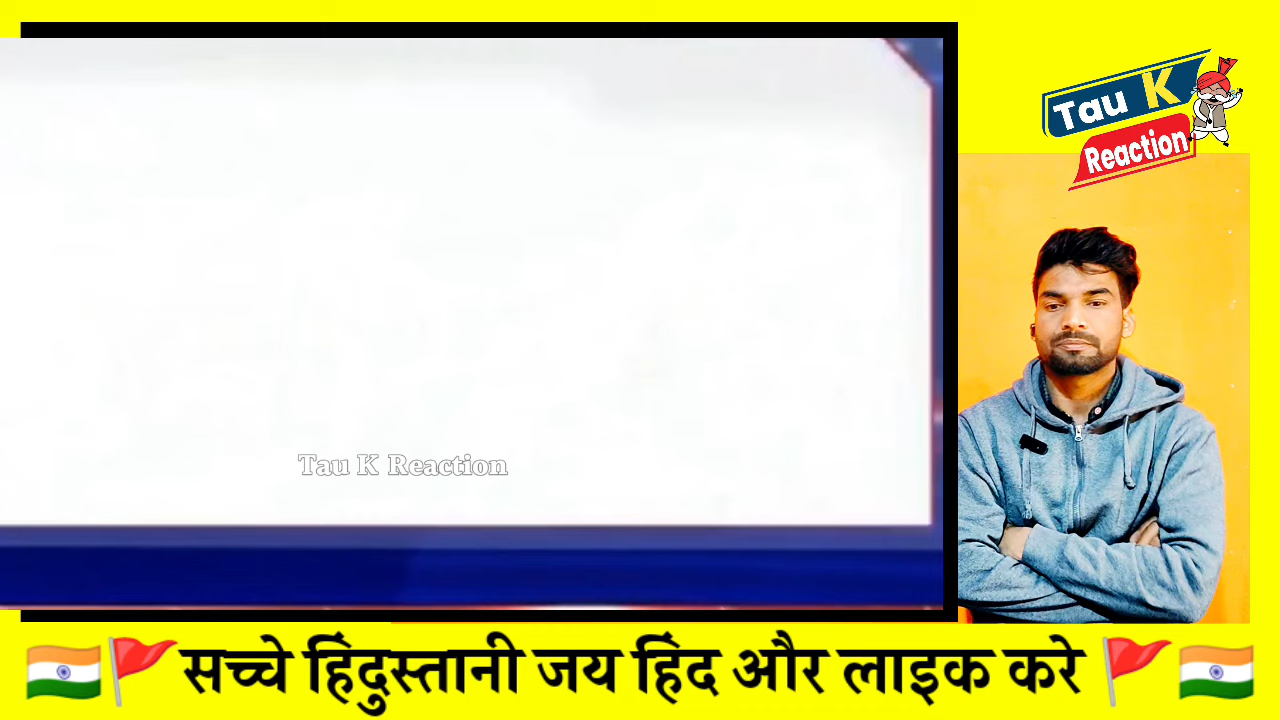 Tau K
Reaction
Tau K Reaction
सच्चे हिंदुस्तानी जय हिंद और लाइक करे